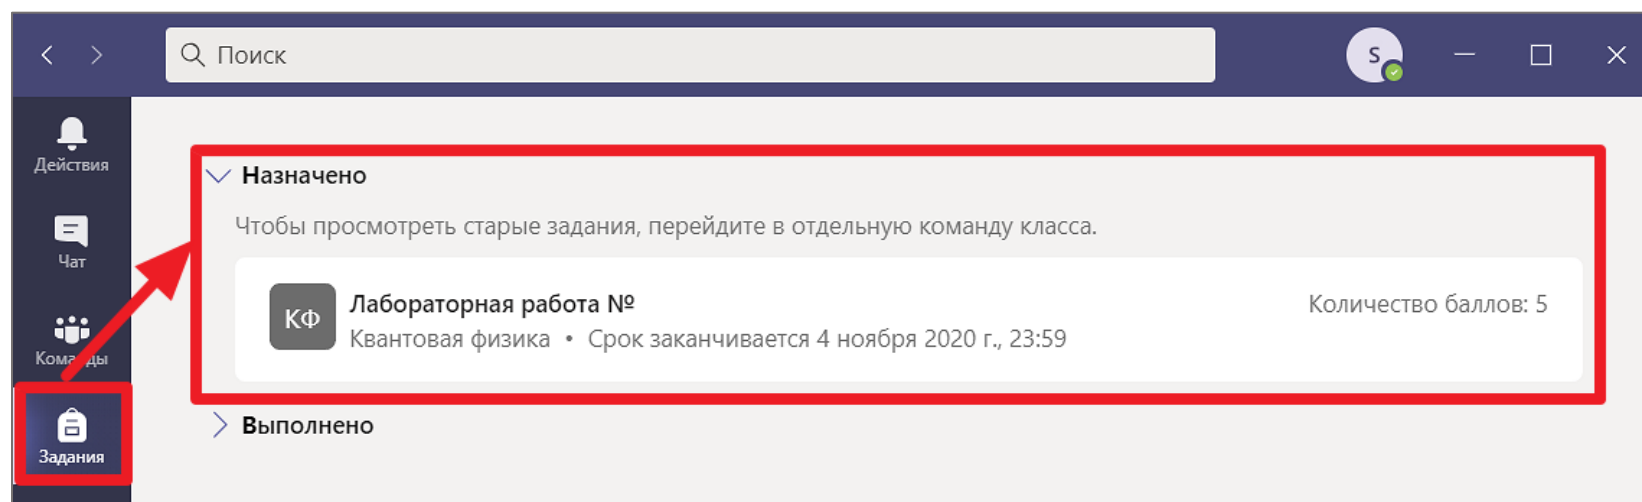 Поиск
S
Действия
Чат
Команды
Задания
Назначено
Чтобы просмотреть старые задания, перейдите в отдельную команду класса.
КФ
Лабораторная работа №
Количество баллов: 5
Квантовая физика • Срок заканчивается 4 ноября 2020 г., 23:59
Выполнено